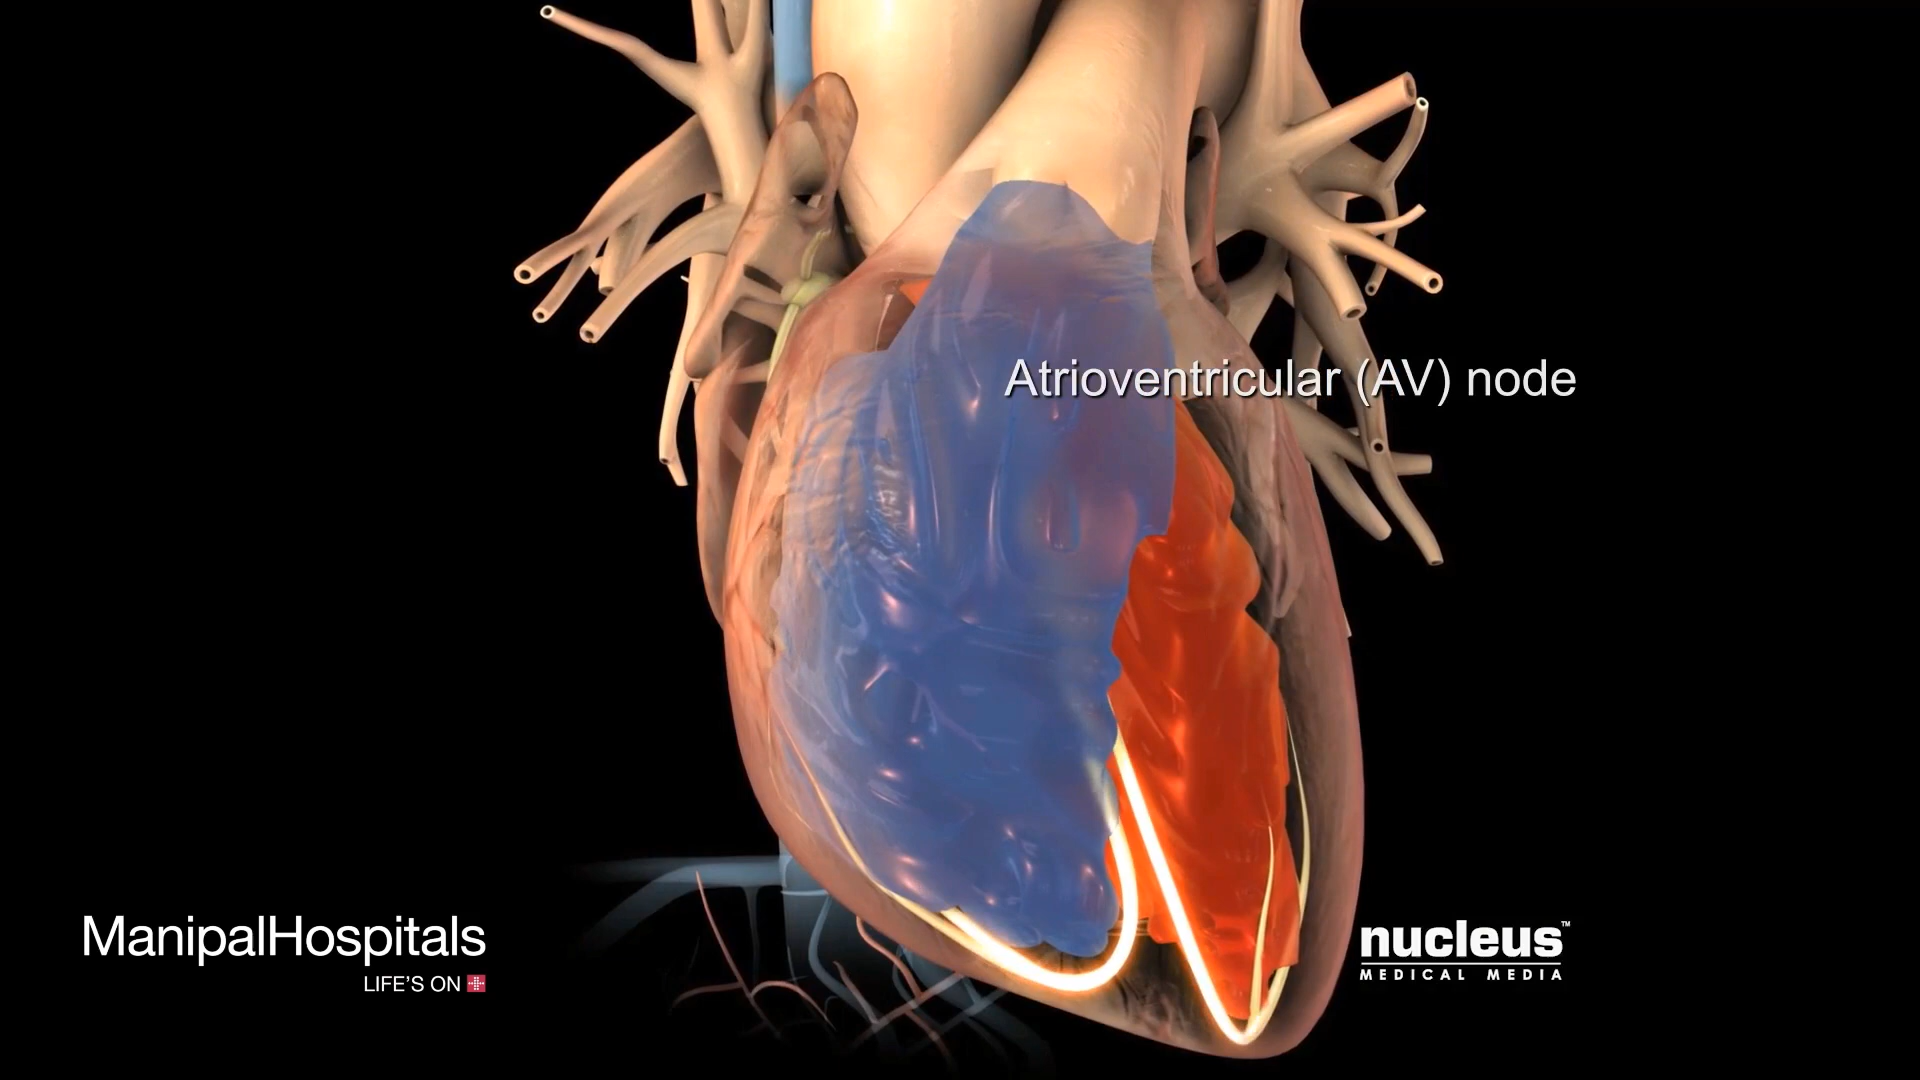 Atrioventricular (AV) node
ManipalHospitals
LIFE'S ON
nucleus™
MEDICAL MEDIA